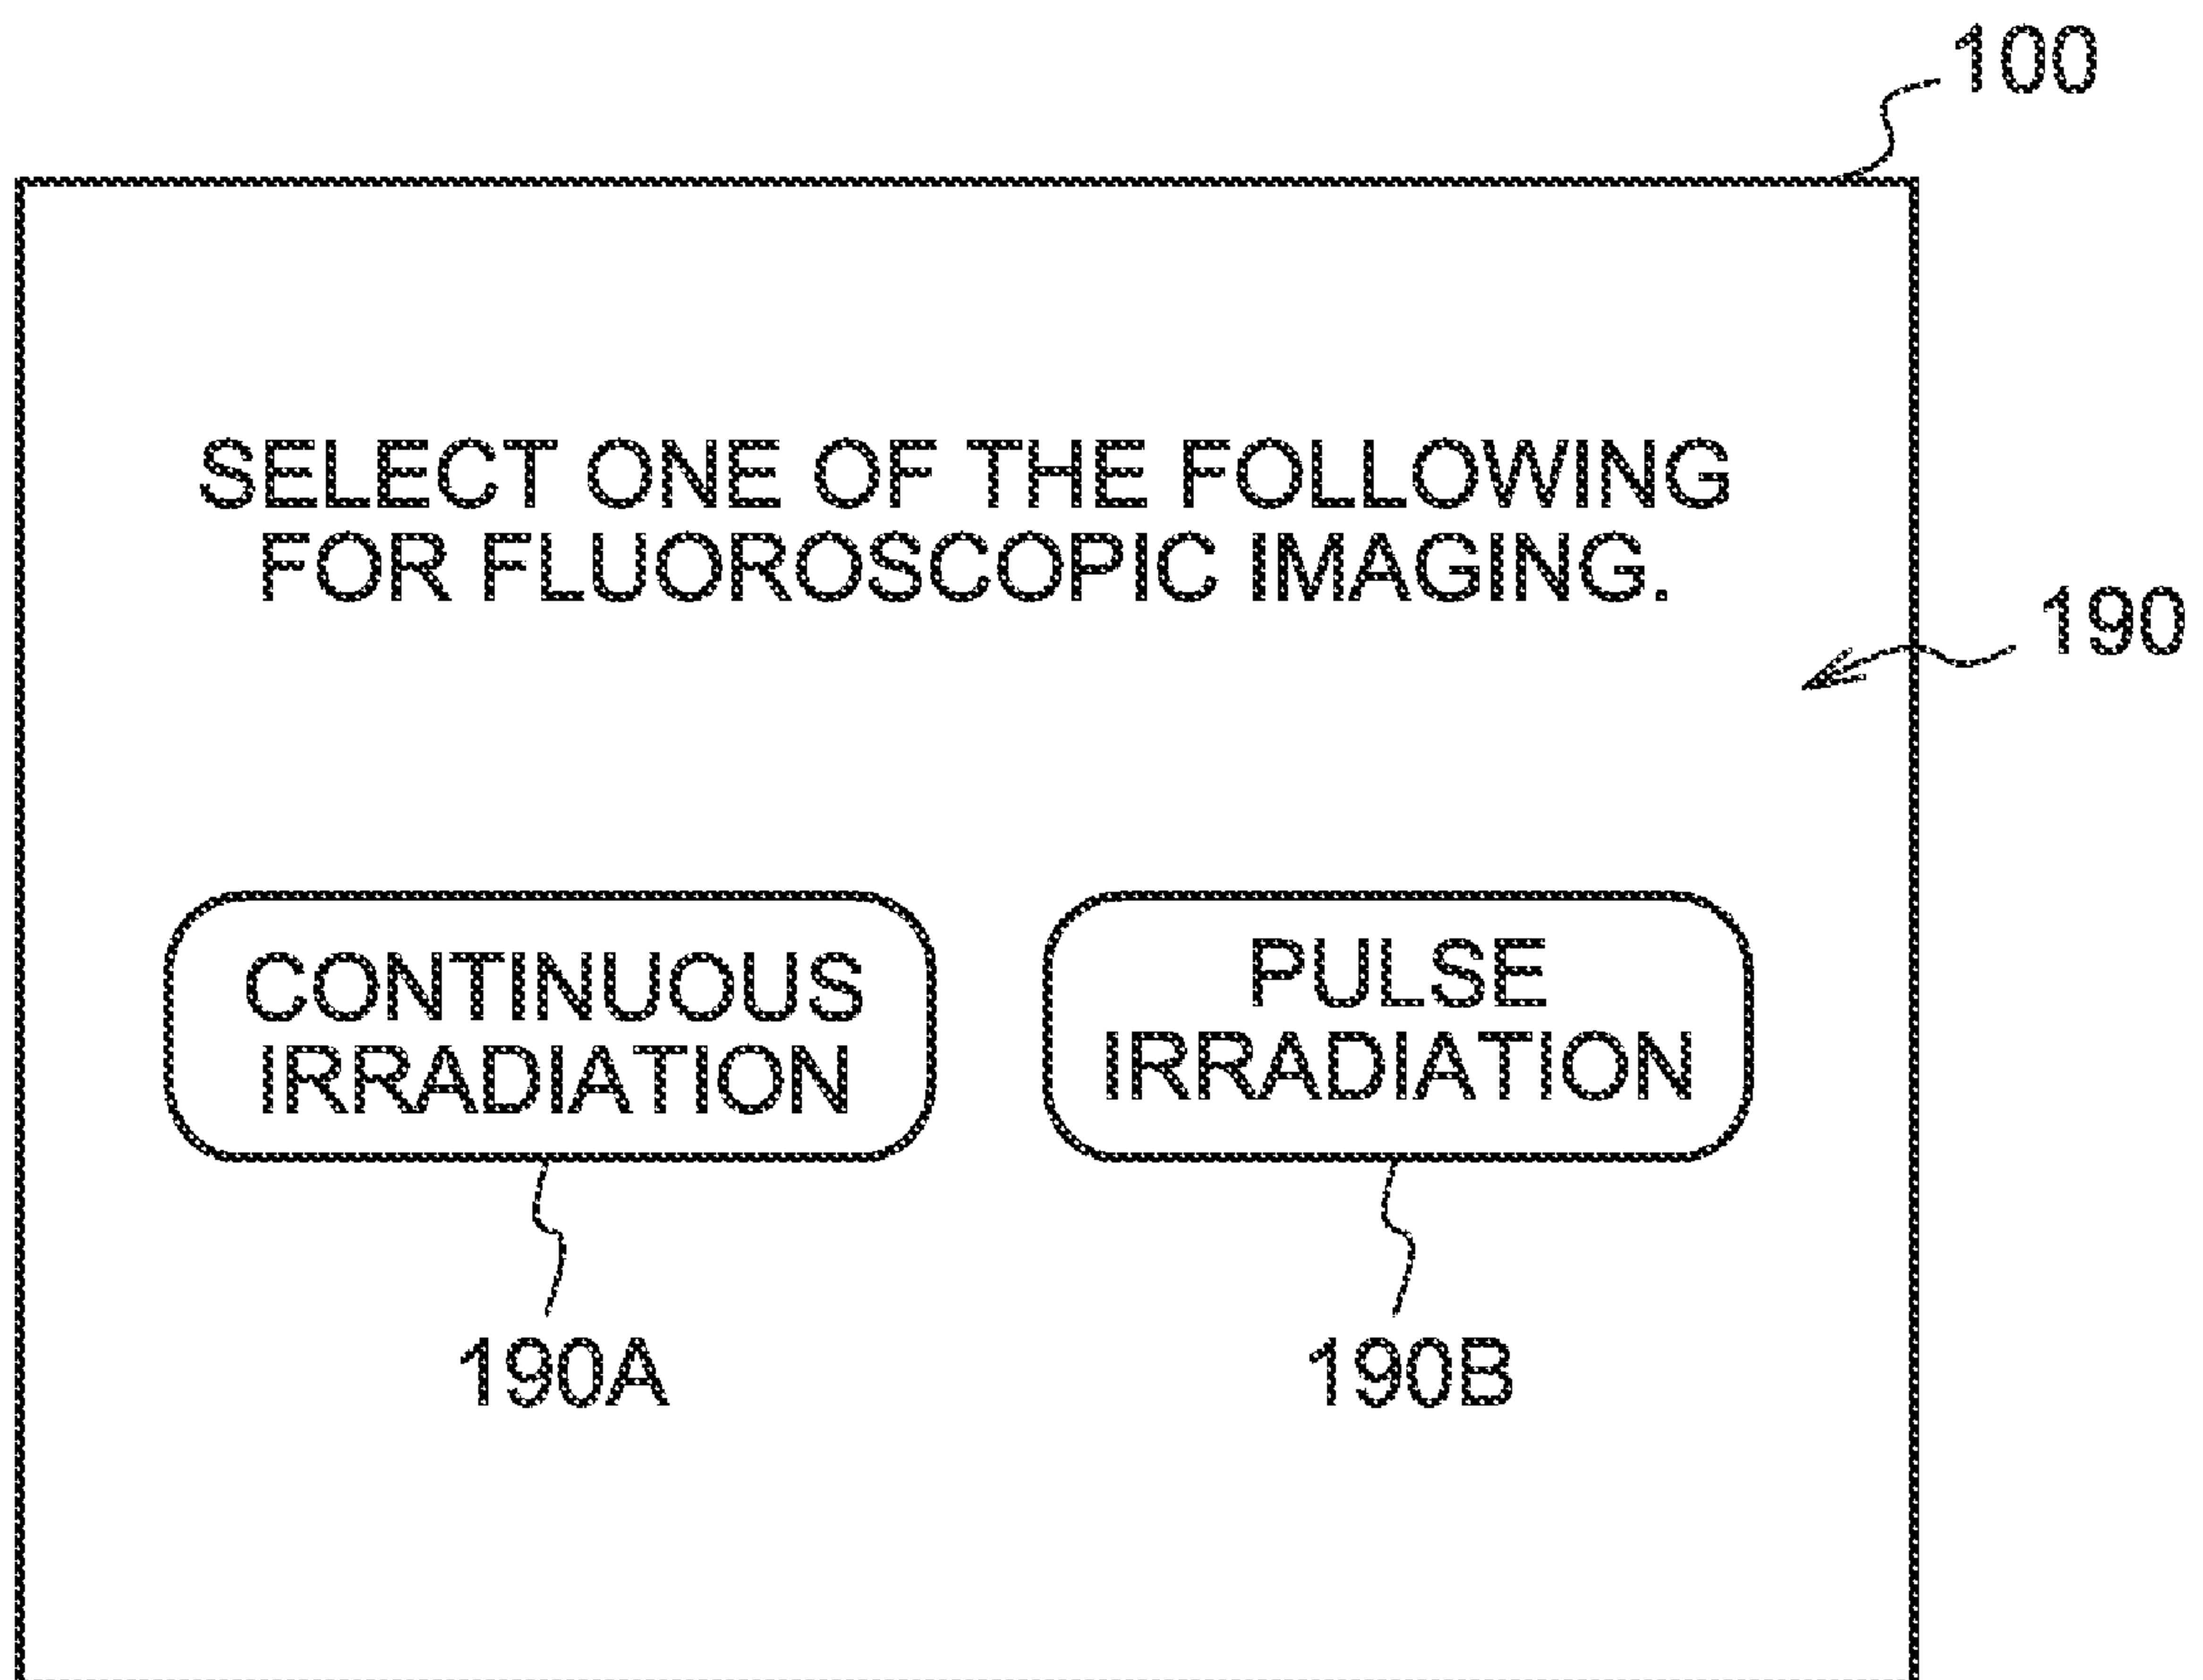 100
SELECT ONE OF THE FOLLOWING
FOR FLUOROSCOPIC IMAGING.
190
CONTINUOUS
IRRADIATION
PULSE
IRRADIATION
190A
190B